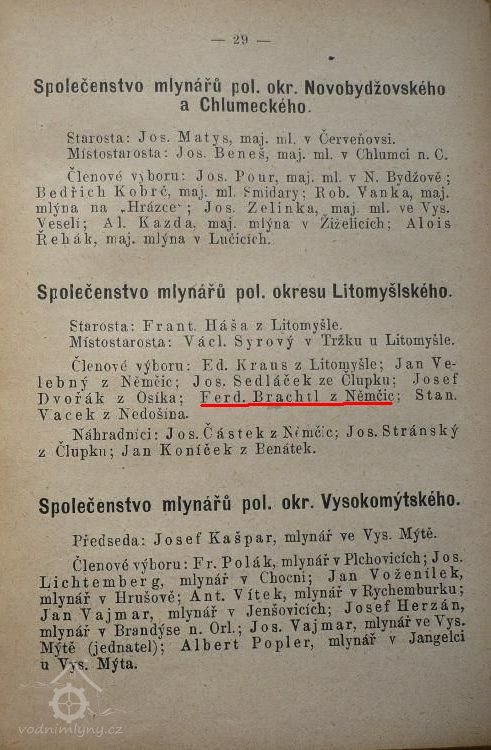 — 29 —
Společenstvo mlynářů pol. okr. Novobydžovského
a Chlumeckého.
Starosta: Jos. Matys, maj. ml. v Červeňovsi.
Místostarosta: Jos. Beneš, maj. ml. v Chlumci n. C.
Členové výboru: Jos. Pour, maj. ml. v N. Bydžově;
Bedřich Kobrč, maj. ml. Smidary; Rob. Vaňka, maj.
mlýna na „Hrázce“; Jos. Zelinka, maj. ml. ve Vys.
Veselí; Al. Kazda, maj. mlýna v Žiželicích; Alois
Řehák, maj. mlýna v Lučicích.
Společenstvo mlynářů pol. okresu Litomyšlského.
Starosta: Frant. Háša z Litomyšle.
Místostarosta: Václ. Syrový v Tržku u Litomyšle.
Členové výboru: Ed. Kraus z Litomyšle; Jan Ve-
lebný z Němčic; Jos. Sedláček ze Člupku; Josef
Dvořák z Osíka; Ferd. Brachtl z Němčic; Stan.
Vacek z Nedošína.
Náhradníci: Jos. Částek z Němčic; Jos. Stránský
z Člupku; Jan Koníček z Benátek.
Společenstvo mlynářů pol. okr. Vysokomýtského.
Předseda: Josef Kašpar, mlynář ve Vys. Mýtě.
Členové výboru: Fr. Polák, mlynář v Plchovicích; Jos.
Lichtemberg, mlynář v Chocni; Jan Voženílek,
mlynář v Hrušové; Ant. Vítek, mlynář v Rychemburku;
Jan Vajmar, mlynář v Jenšovicích; Josef Herzán,
mlynář v Brandýse n. Orl.; Jos. Vajmar, mlynář ve Vys.
Mýtě (jednatel); Albert Popler, mlynář v Jangelci
u Vys. Mýta.
vodnimlyny.cz